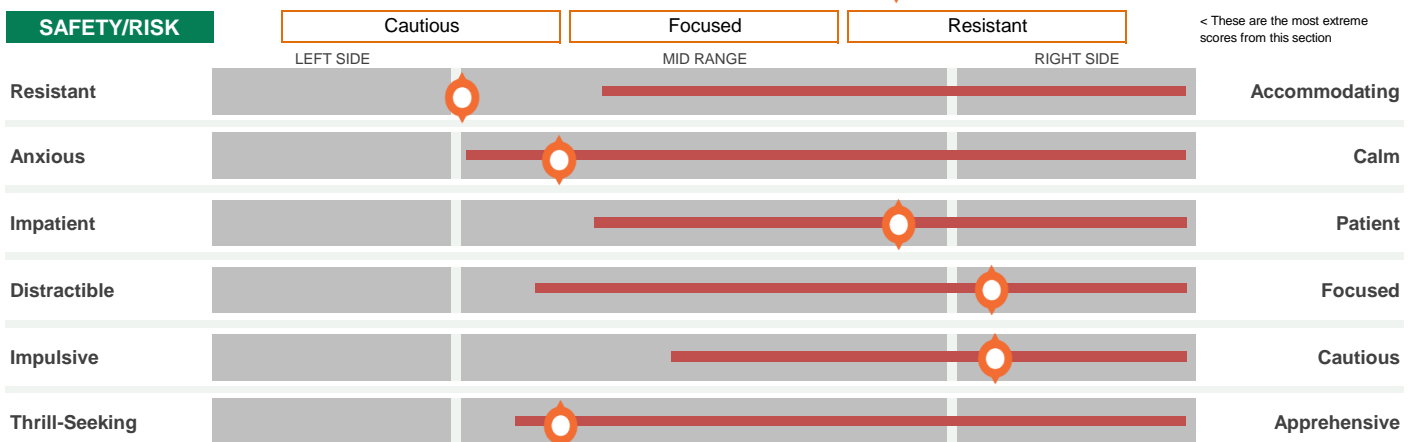 SAFETY/RISK Cautious Focused Resistant < These are the most extreme
scores from this section
LEFT SIDE MID RANGE RIGHT SIDE
Resistant Accommodating
Anxious Calm
Impatient Patient
Distractible Focused
Impulsive Cautious
Thrill-Seeking Apprehensive